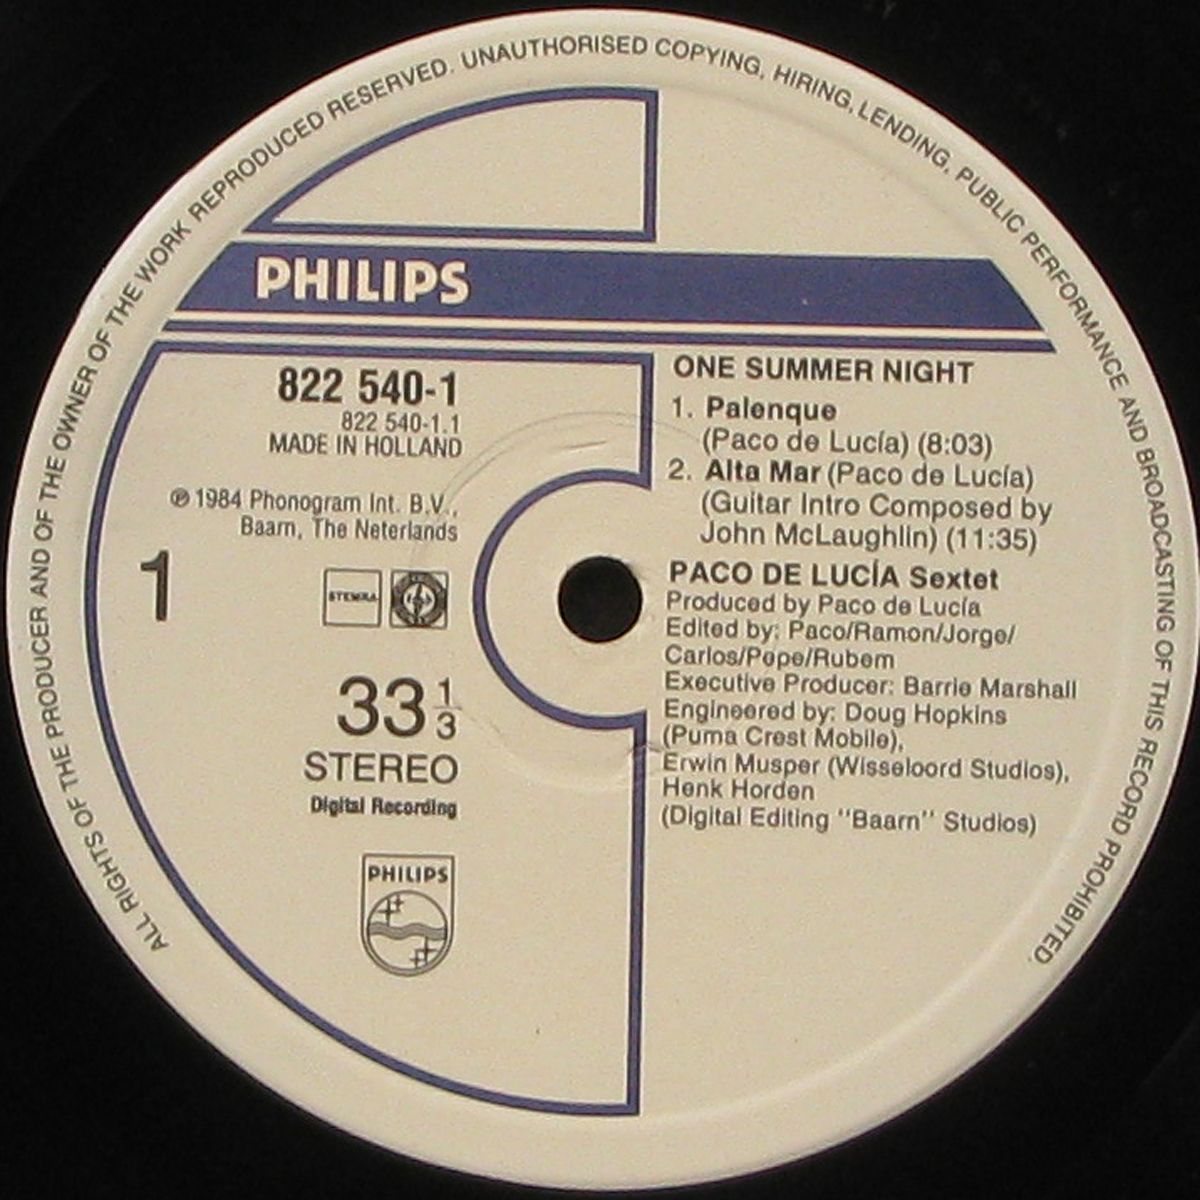 ALL RIGHTS OF THE PRODUCER AND OF THE OWNER OF THE WORK REPRODUCED RESERVED. UNAUTHORISED COPYING, HIRING, LENDING, PUBLIC PERFORMANCE AND BROADCASTING OF THIS RECORD PROHIBITED.
PHILIPS
822 540-1
822 540-1.1
MADE IN HOLLAND
℗ 1984 Phonogram Int. B.V.,
Baarn, The Neterlands
1
STEMRA
33 1/3
STEREO
Digital Recording
PHILIPS
ONE SUMMER NIGHT
1. Palenque
(Paco de Lucía) (8:03)
2. Alta Mar (Paco de Lucía)
(Guitar Intro Composed by
John McLaughlin) (11:35)
PACO DE LUCÍA Sextet
Produced by Paco de Lucía
Edited by: Paco/Ramon/Jorge/
Carlos/Pepe/Rubem
Executive Producer: Barrie Marshall
Engineered by: Doug Hopkins
(Puma Crest Mobile),
Erwin Musper (Wisseloord Studios),
Henk Horden
(Digital Editing "Baarn" Studios)